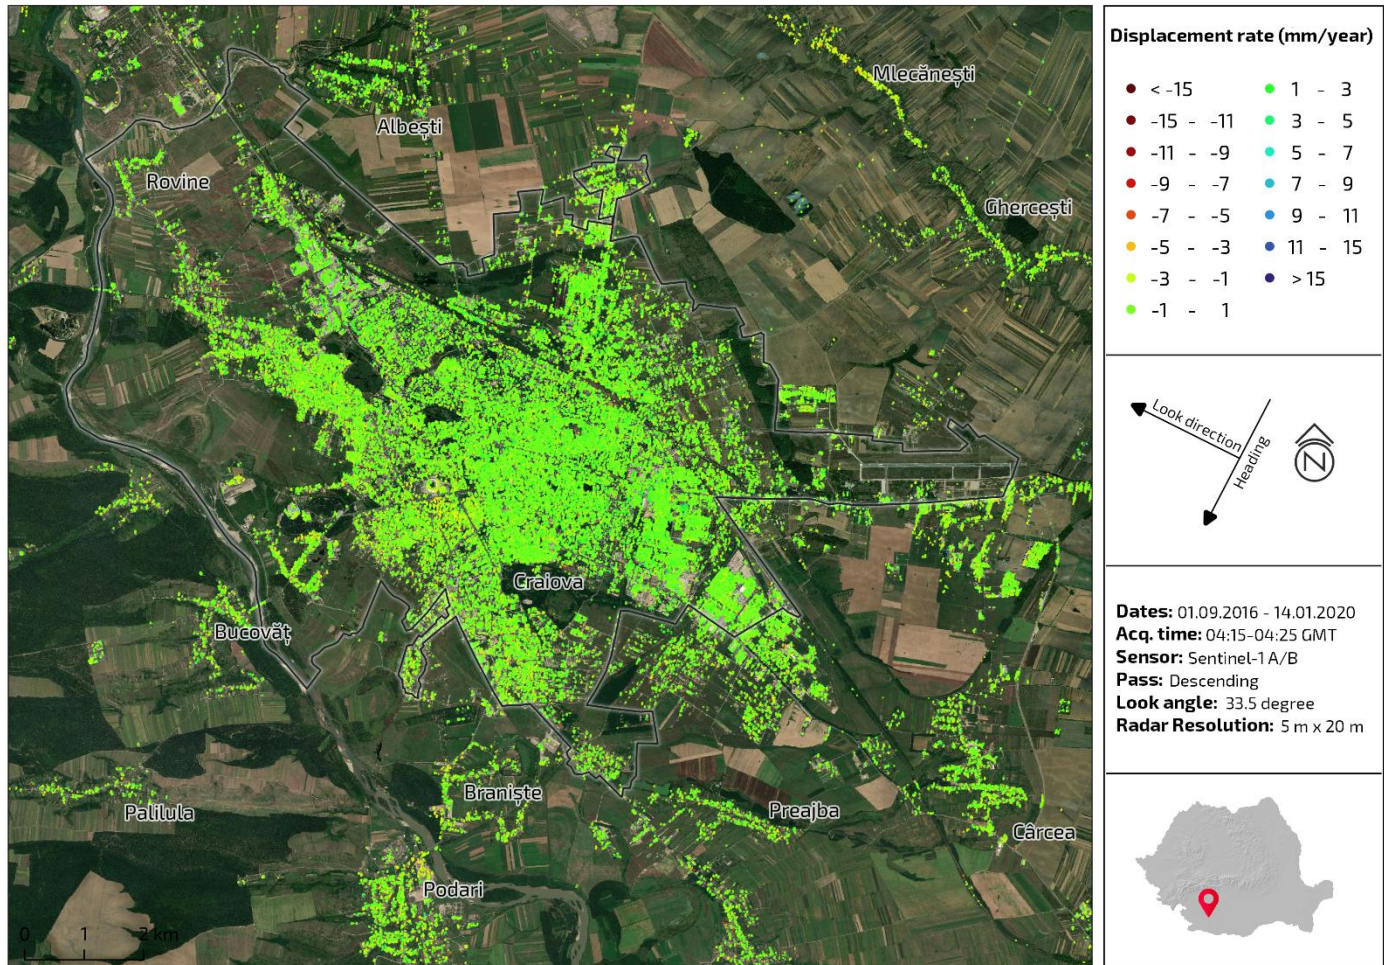 Mlecănești
Albești
Rovine
Ghercești
Craiova
Bucovăț
Braniște
Preajba
Palilula
Cârcea
Podari
0 1 2 km
Displacement rate (mm/year)
< -15
-15 - -11
-11 - -9
-9 - -7
-7 - -5
-5 - -3
-3 - -1
-1 - 1
1 - 3
3 - 5
5 - 7
7 - 9
9 - 11
11 - 15
> 15
Look direction
Heading
N
Dates: 01.09.2016 - 14.01.2020
Acq. time: 04:15-04:25 GMT
Sensor: Sentinel-1 A/B
Pass: Descending
Look angle: 33.5 degree
Radar Resolution: 5 m x 20 m